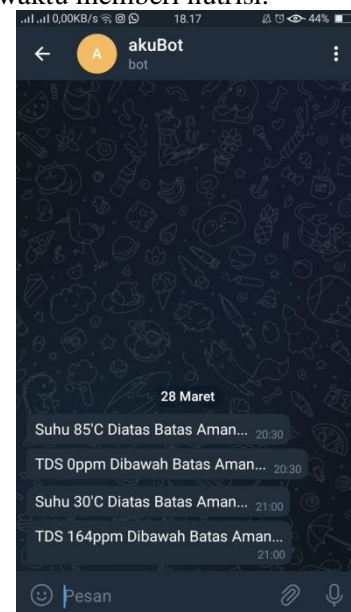 waktu memberi nutrisi.
0,00KB/s 18.17 44%
A akuBot
bot
28 Maret
Suhu 85'C Diatas Batas Aman... 20:30
TDS 0ppm Dibawah Batas Aman... 20:30
Suhu 30'C Diatas Batas Aman... 21:00
TDS 164ppm Dibawah Batas Aman...
21:00
Pesan